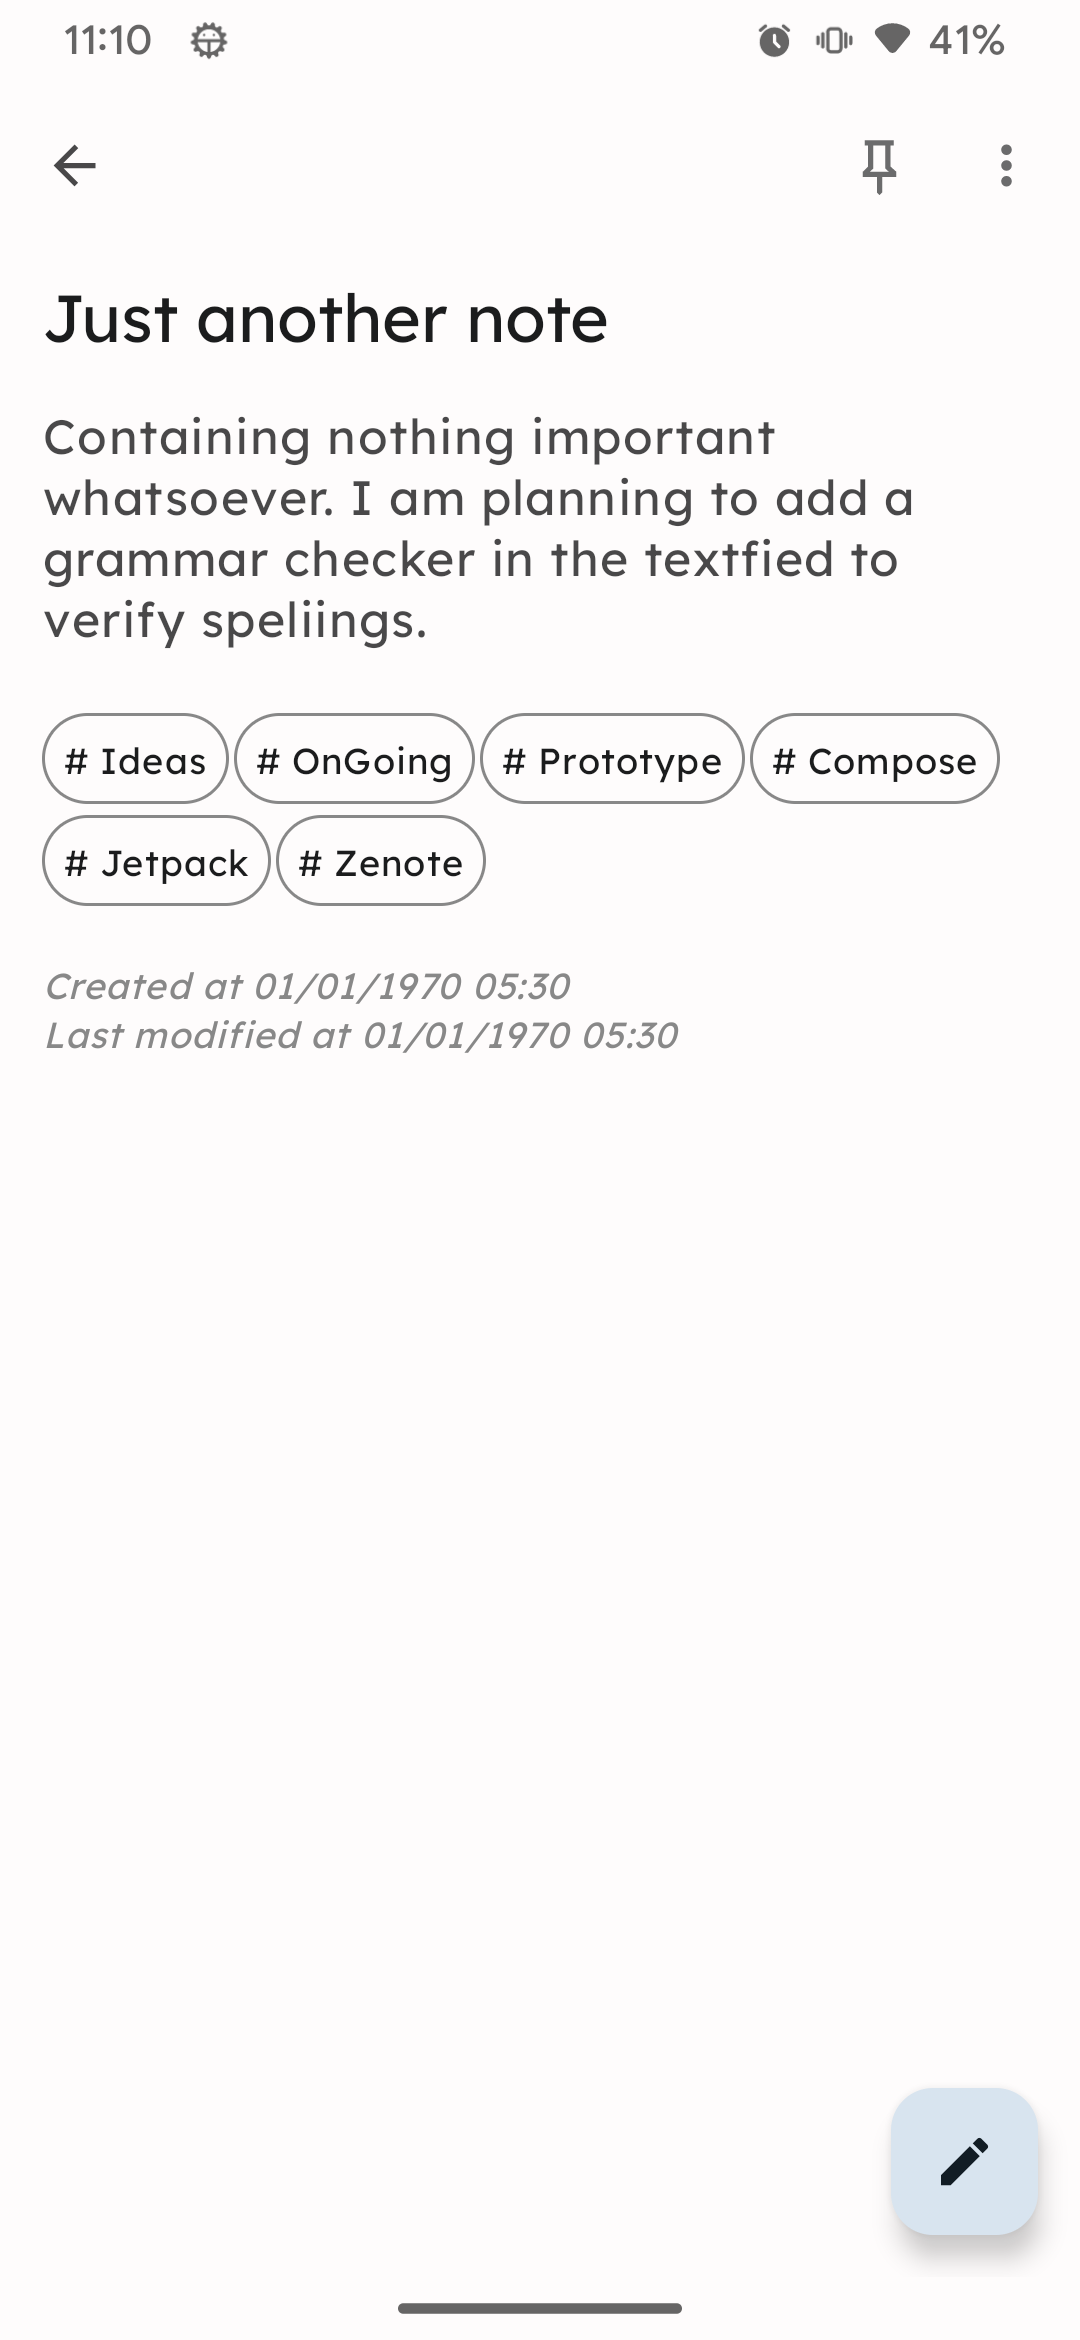 11:10 41%
Just another note
Containing nothing important
whatsoever. I am planning to add a
grammar checker in the textfied to
verify speliings.
# Ideas # OnGoing # Prototype # Compose
# Jetpack # Zenote
Created at 01/01/1970 05:30
Last modified at 01/01/1970 05:30